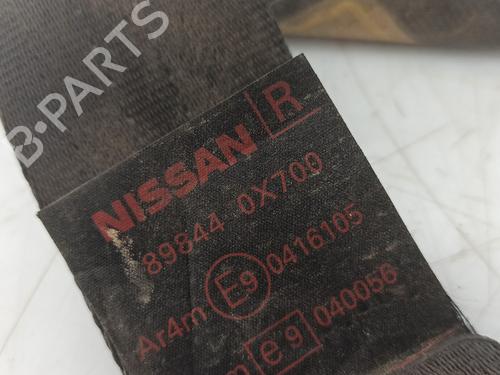 B-PARTS
NISSAN R
89844 0X700
Ar4m E9 0416105
m e9 040056